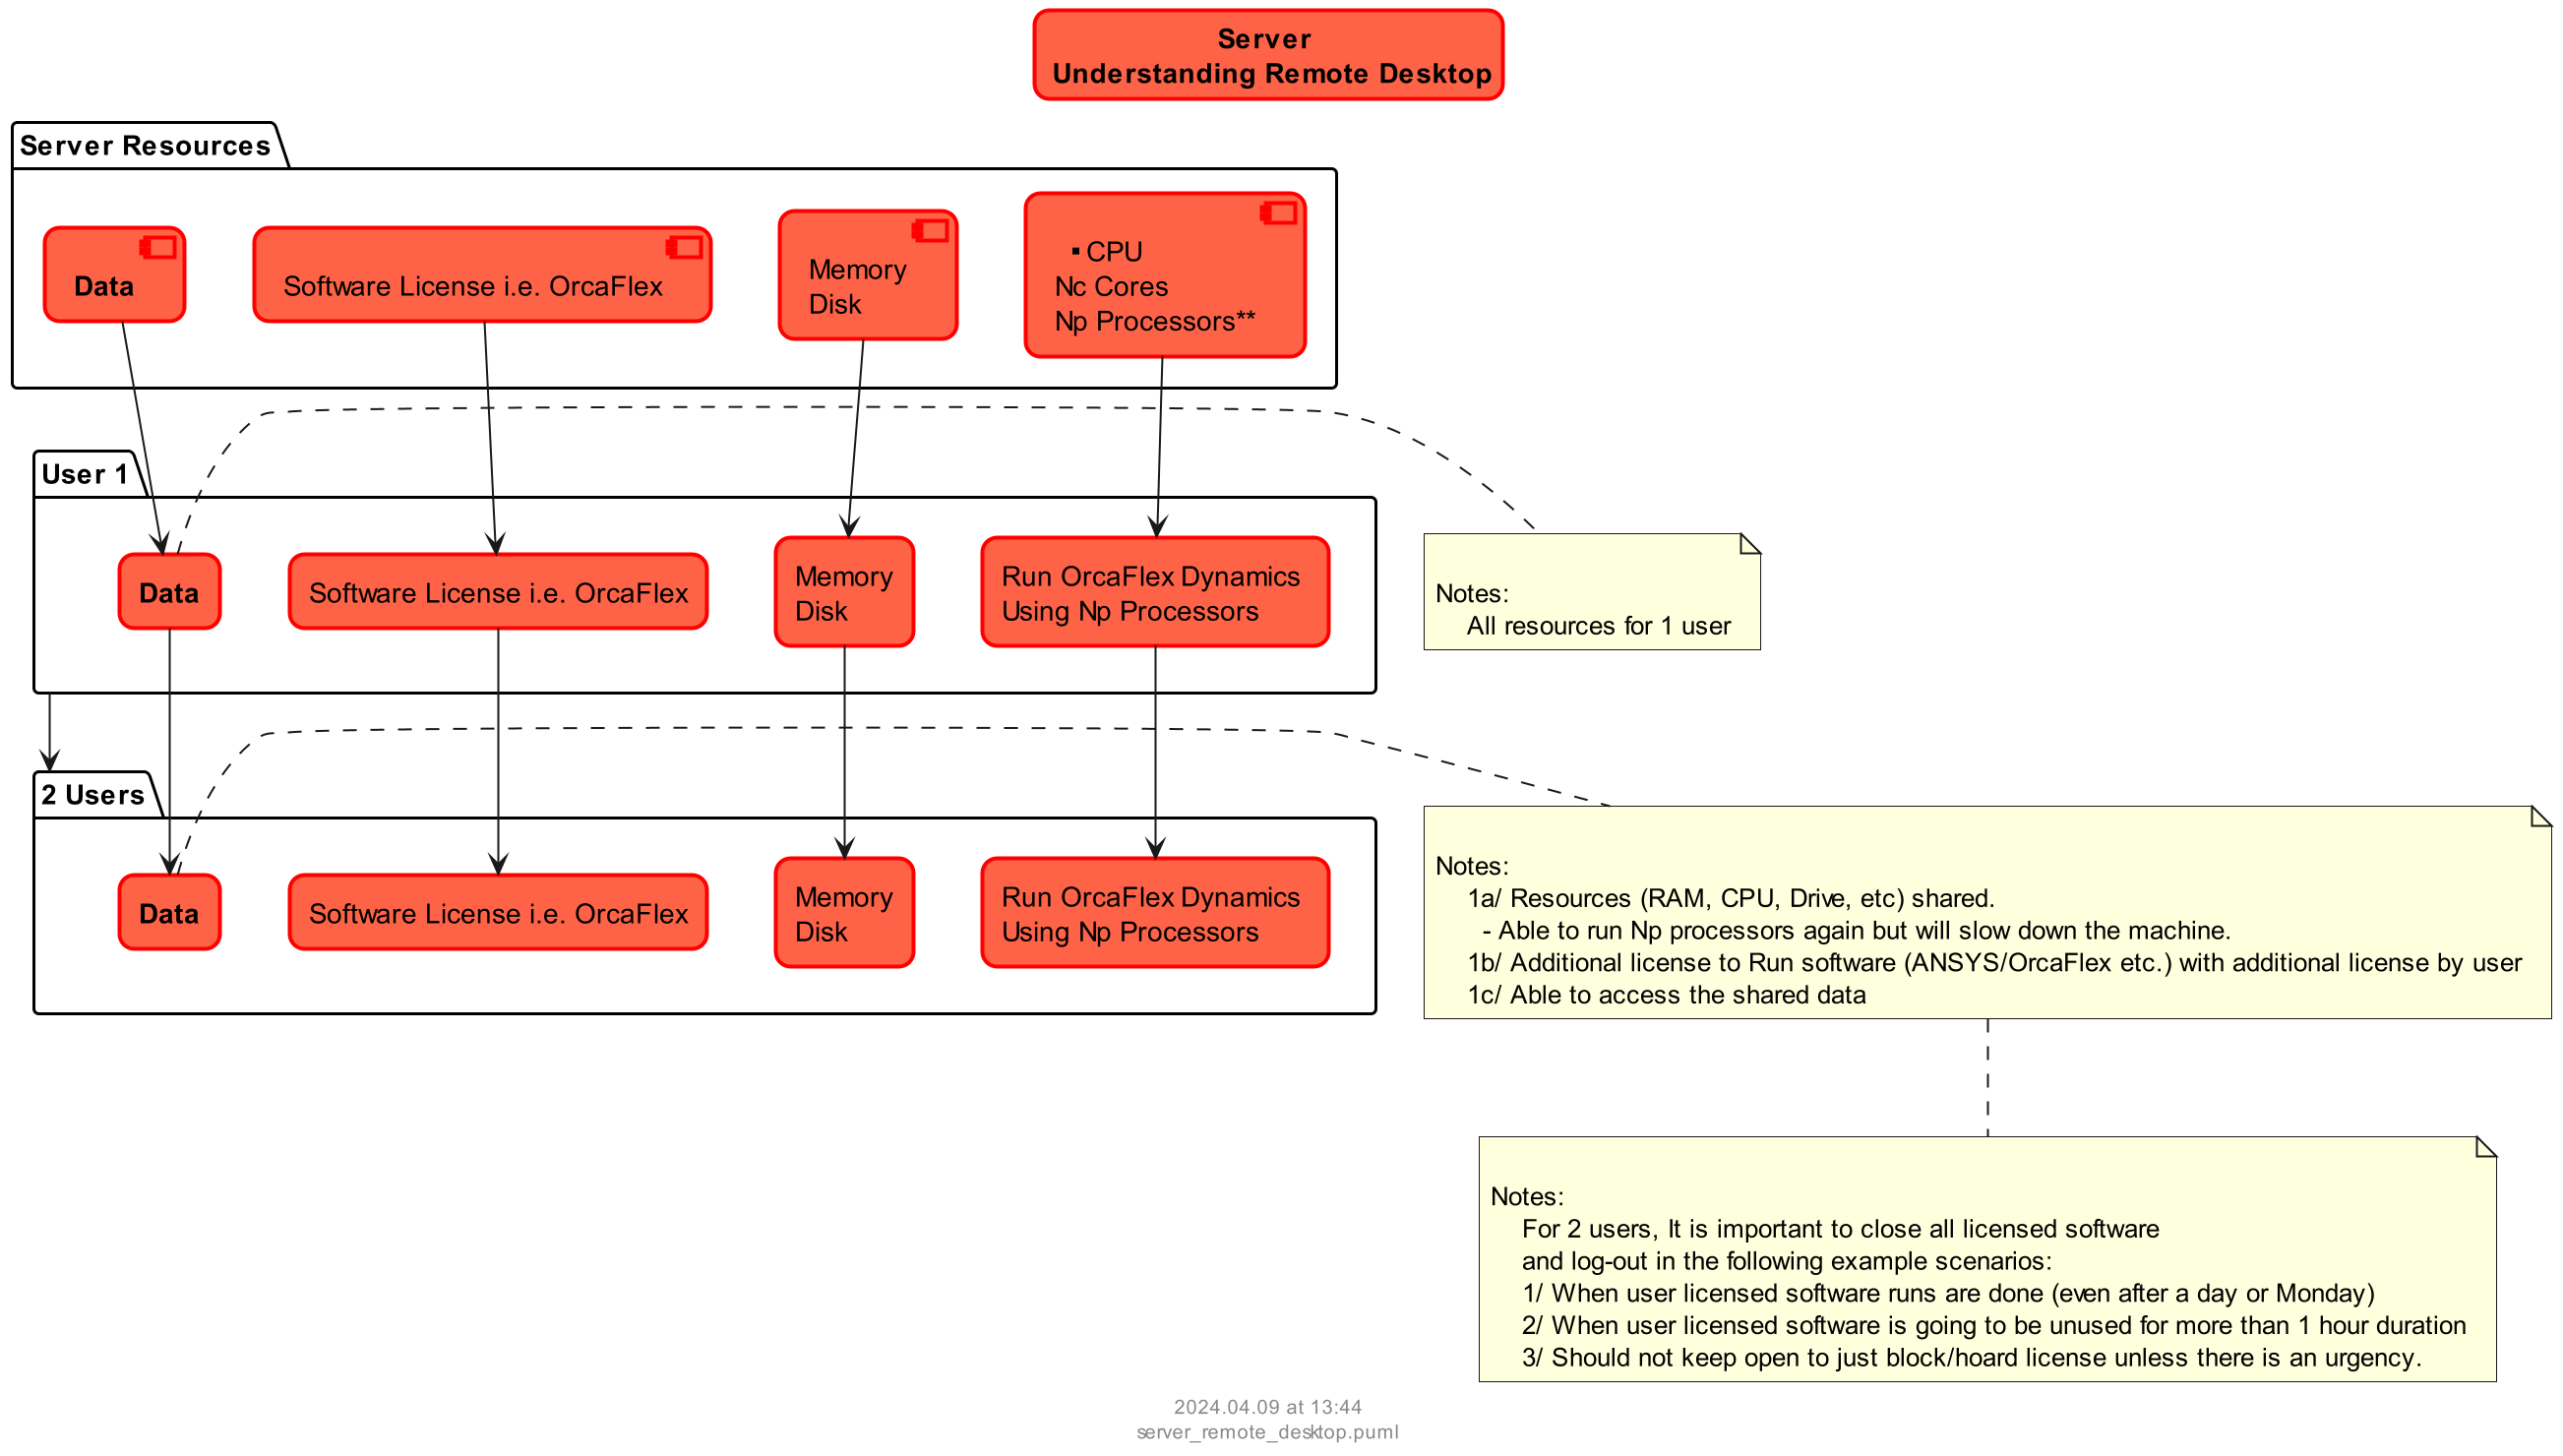 Server
Understanding Remote Desktop
Server Resources
Data
Software License i.e. OrcaFlex
Memory
Disk
▪ CPU
Nc Cores
Np Processors**
User 1
Data
Software License i.e. OrcaFlex
Memory
Disk
Run OrcaFlex Dynamics
Using Np Processors
Notes:
All resources for 1 user
2 Users
Data
Software License i.e. OrcaFlex
Memory
Disk
Run OrcaFlex Dynamics
Using Np Processors
Notes:
1a/ Resources (RAM, CPU, Drive, etc) shared.
- Able to run Np processors again but will slow down the machine.
1b/ Additional license to Run software (ANSYS/OrcaFlex etc.) with additional license by user
1c/ Able to access the shared data
Notes:
For 2 users, It is important to close all licensed software
and log-out in the following example scenarios:
1/ When user licensed software runs are done (even after a day or Monday)
2/ When user licensed software is going to be unused for more than 1 hour duration
3/ Should not keep open to just block/hoard license unless there is an urgency.
2024.04.09 at 13:44
server_remote_desktop.puml